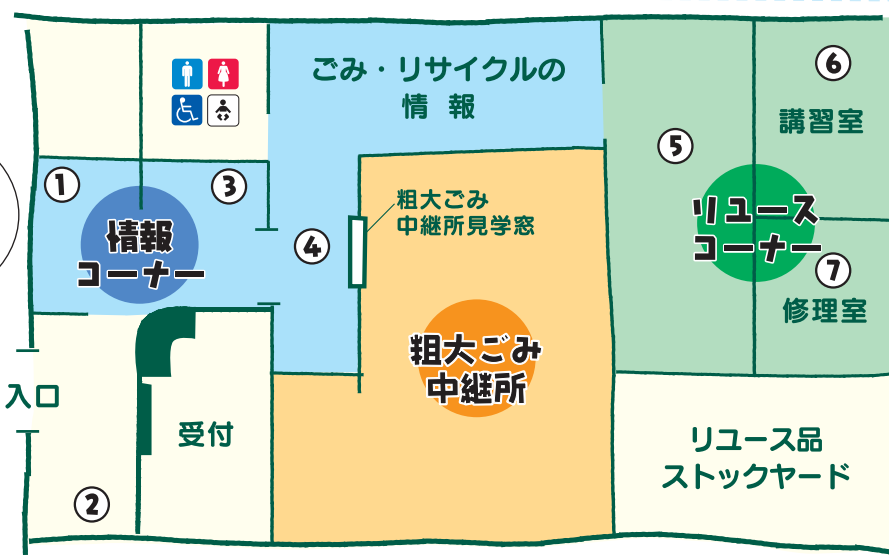 ごみ・リサイクルの
情報
⑥
講習室
⑤
①
③
粗大ごみ
中継所見学窓
情報
コーナー
④
リユース
コーナー
⑦
修理室
粗大ごみ
中継所
入口
受付
リユース品
ストックヤード
②